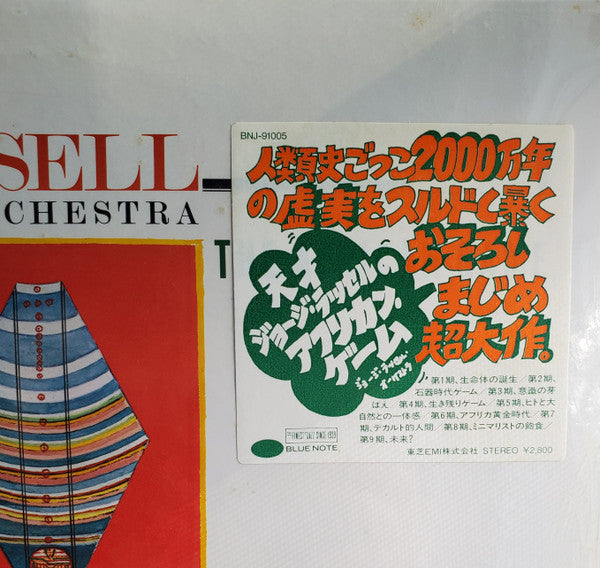 SELL
CHESTRA
T
BNJ-91005
人類史ごっこ2000万年
の虚実をスルドく暴く
おそろし
まじめ
超大作。
天才
ジョージ・ラッセルの
アフリカン・
ゲーム
ジョージ・ラッセル
オーケストラ
第1期、生命体の誕生／第2期、
石器時代ゲーム／第3期、意識の芽
ばえ／第4期、生き残りゲーム／第5期、ヒトと大
自然との一体感／第6期、アフリカ黄金時代／第7
期、デカルト的人間／第8期、ミニマリストの飽食／
第9期、未来?
THE FINEST IN JAZZ SINCE 1939
BLUE NOTE
東芝EMI株式会社 STEREO ¥2,800